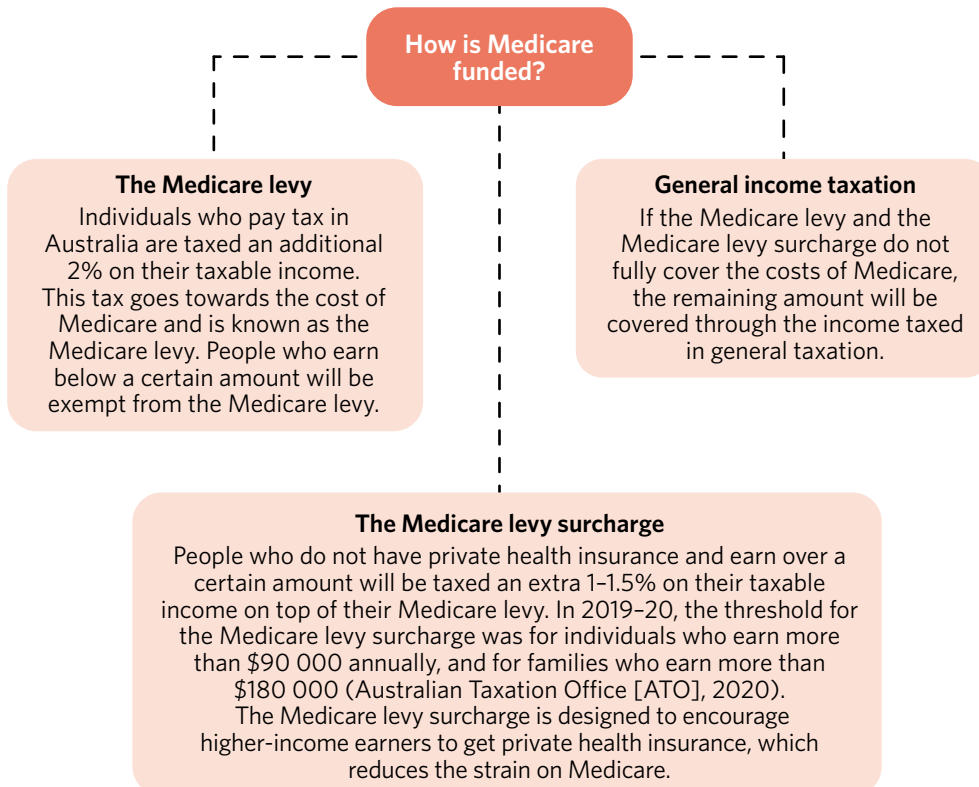 How is Medicare
funded?
The Medicare levy
Individuals who pay tax in
Australia are taxed an additional
2% on their taxable income.
This tax goes towards the cost of
Medicare and is known as the
Medicare levy. People who earn
below a certain amount will be
exempt from the Medicare levy.
General income taxation
If the Medicare levy and the
Medicare levy surcharge do not
fully cover the costs of Medicare,
the remaining amount will be
covered through the income taxed
in general taxation.
The Medicare levy surcharge
People who do not have private health insurance and earn over a
certain amount will be taxed an extra 1–1.5% on their taxable
income on top of their Medicare levy. In 2019–20, the threshold for
the Medicare levy surcharge was for individuals who earn more
than $90 000 annually, and for families who earn more than
$180 000 (Australian Taxation Office [ATO], 2020).
The Medicare levy surcharge is designed to encourage
higher-income earners to get private health insurance, which
reduces the strain on Medicare.